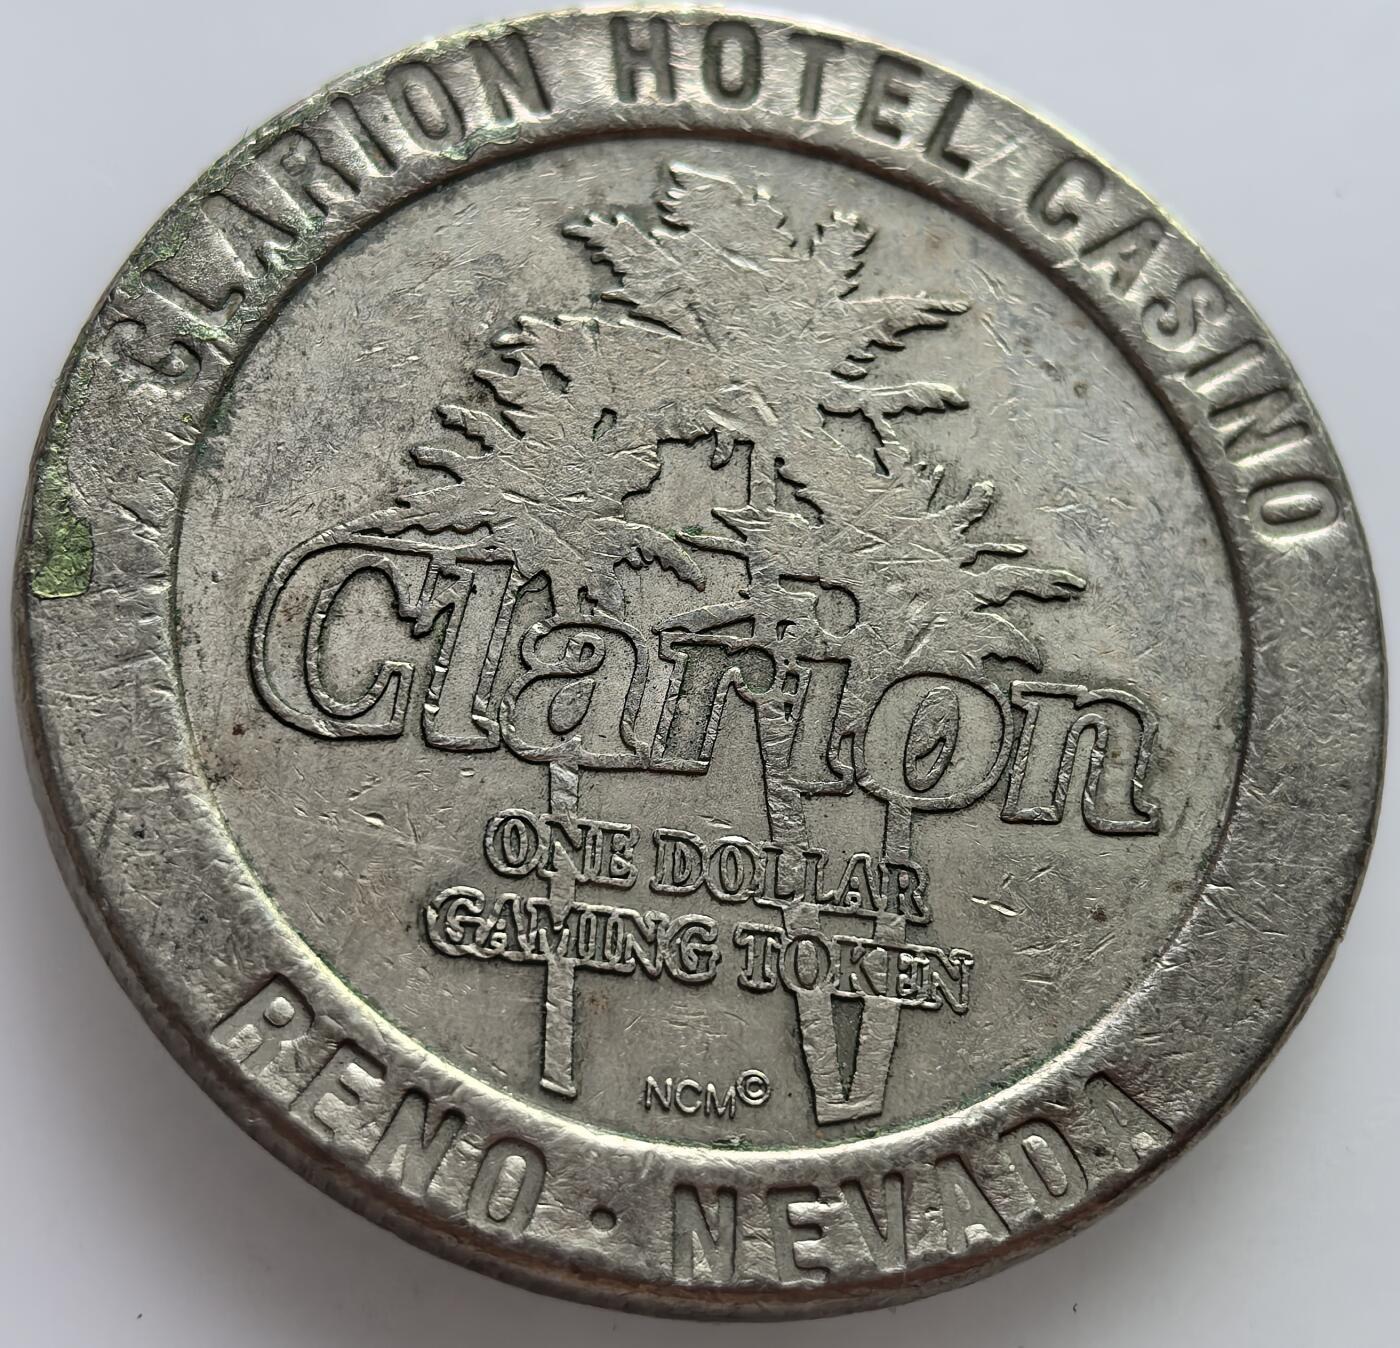 CLARION HOTEL/CASINO
Clarion
ONE DOLLAR
GAMING TOKEN
NCM©
RENO · NEVADA